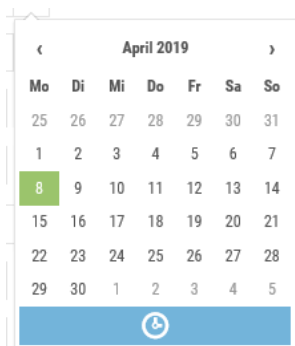 ‹ April 2019 ›
Mo Di Mi Do Fr Sa So
25 26 27 28 29 30 31
1 2 3 4 5 6 7
8 9 10 11 12 13 14
15 16 17 18 19 20 21
22 23 24 25 26 27 28
29 30 1 2 3 4 5